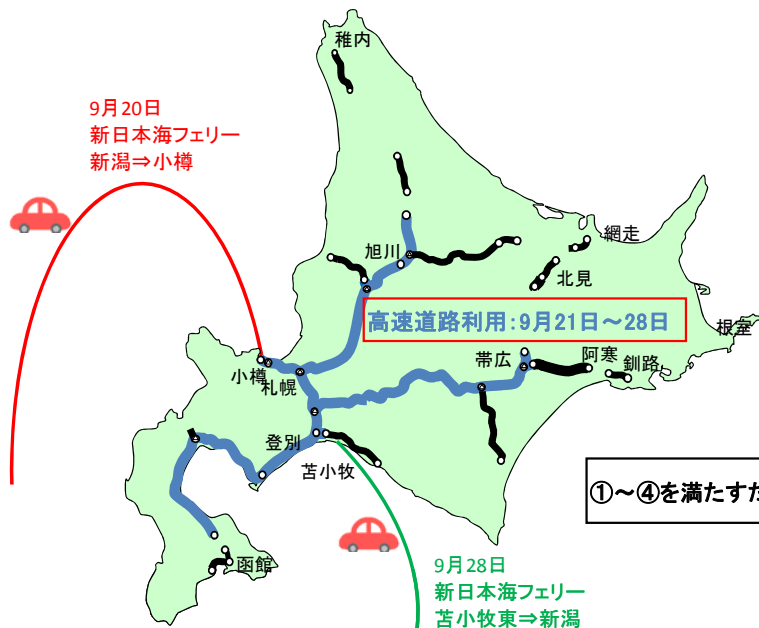 稚内
9月20日
新日本海フェリー
新潟⇒小樽
旭川
網走
北見
高速道路利用:9月21日~28日
根室
小樽
札幌
帯広
阿寒
釧路
登別
苫小牧
①~④を満たすた
函館
9月28日
新日本海フェリー
苫小牧東⇒新潟